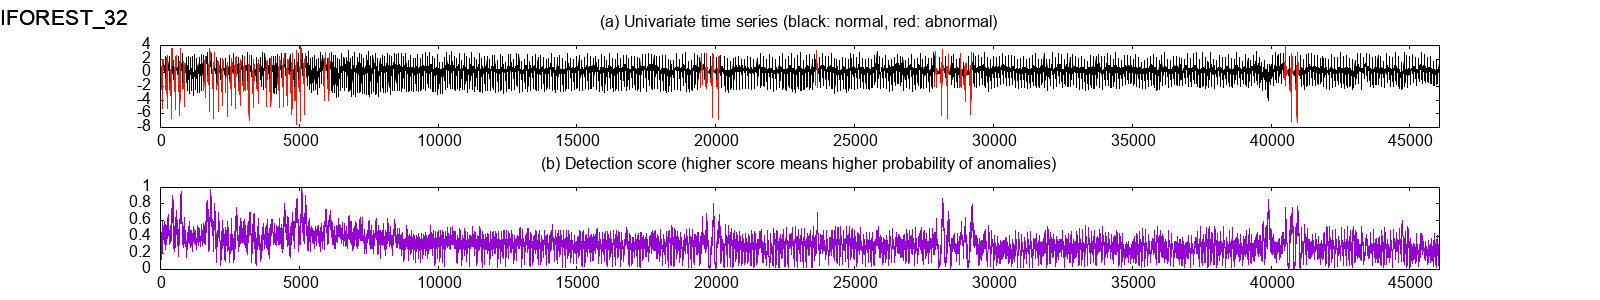 IFOREST_32
(a) Univariate time series (black: normal, red: abnormal)
4
2
0
-2
-4
-6
-8
0 5000 10000 15000 20000 25000 30000 35000 40000 45000
(b) Detection score (higher score means higher probability of anomalies)
1
0.8
0.6
0.4
0.2
0
0 5000 10000 15000 20000 25000 30000 35000 40000 45000